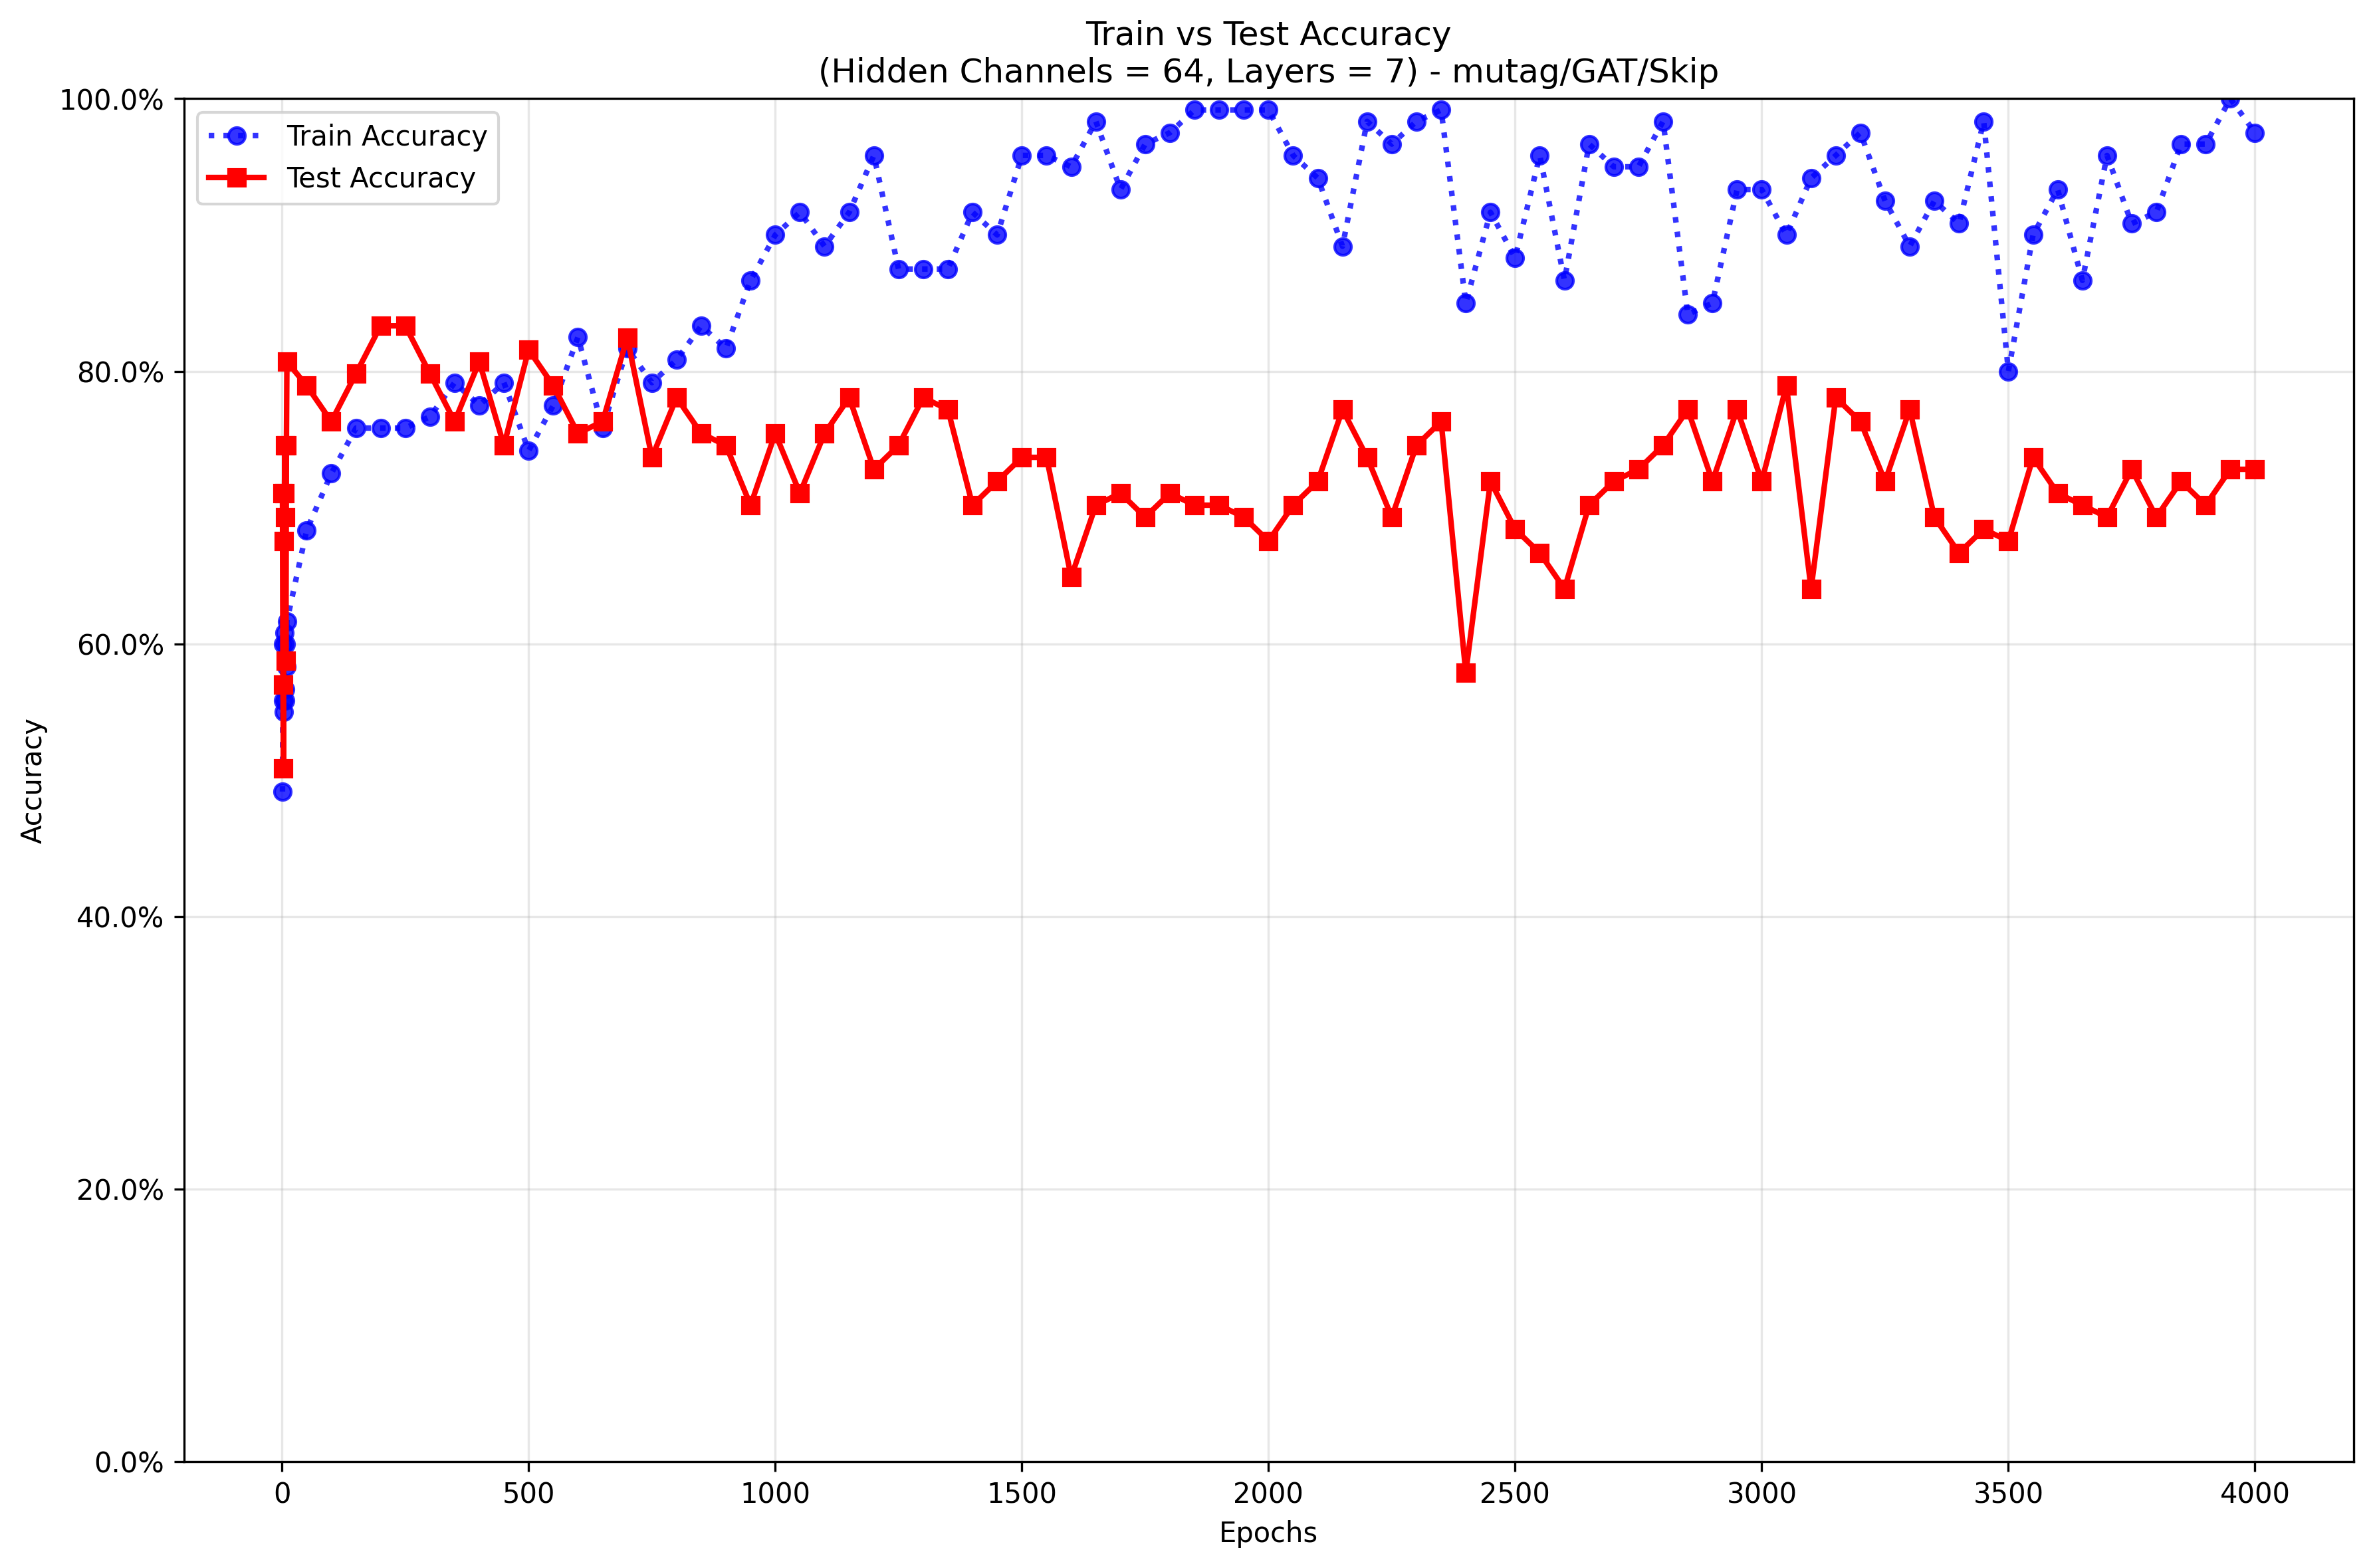 Train vs Test Accuracy
(Hidden Channels = 64, Layers = 7) - mutag/GAT/Skip
Train Accuracy
Test Accuracy
Accuracy
100.0%
80.0%
60.0%
40.0%
20.0%
0.0%
0 500 1000 1500 2000 2500 3000 3500 4000
Epochs